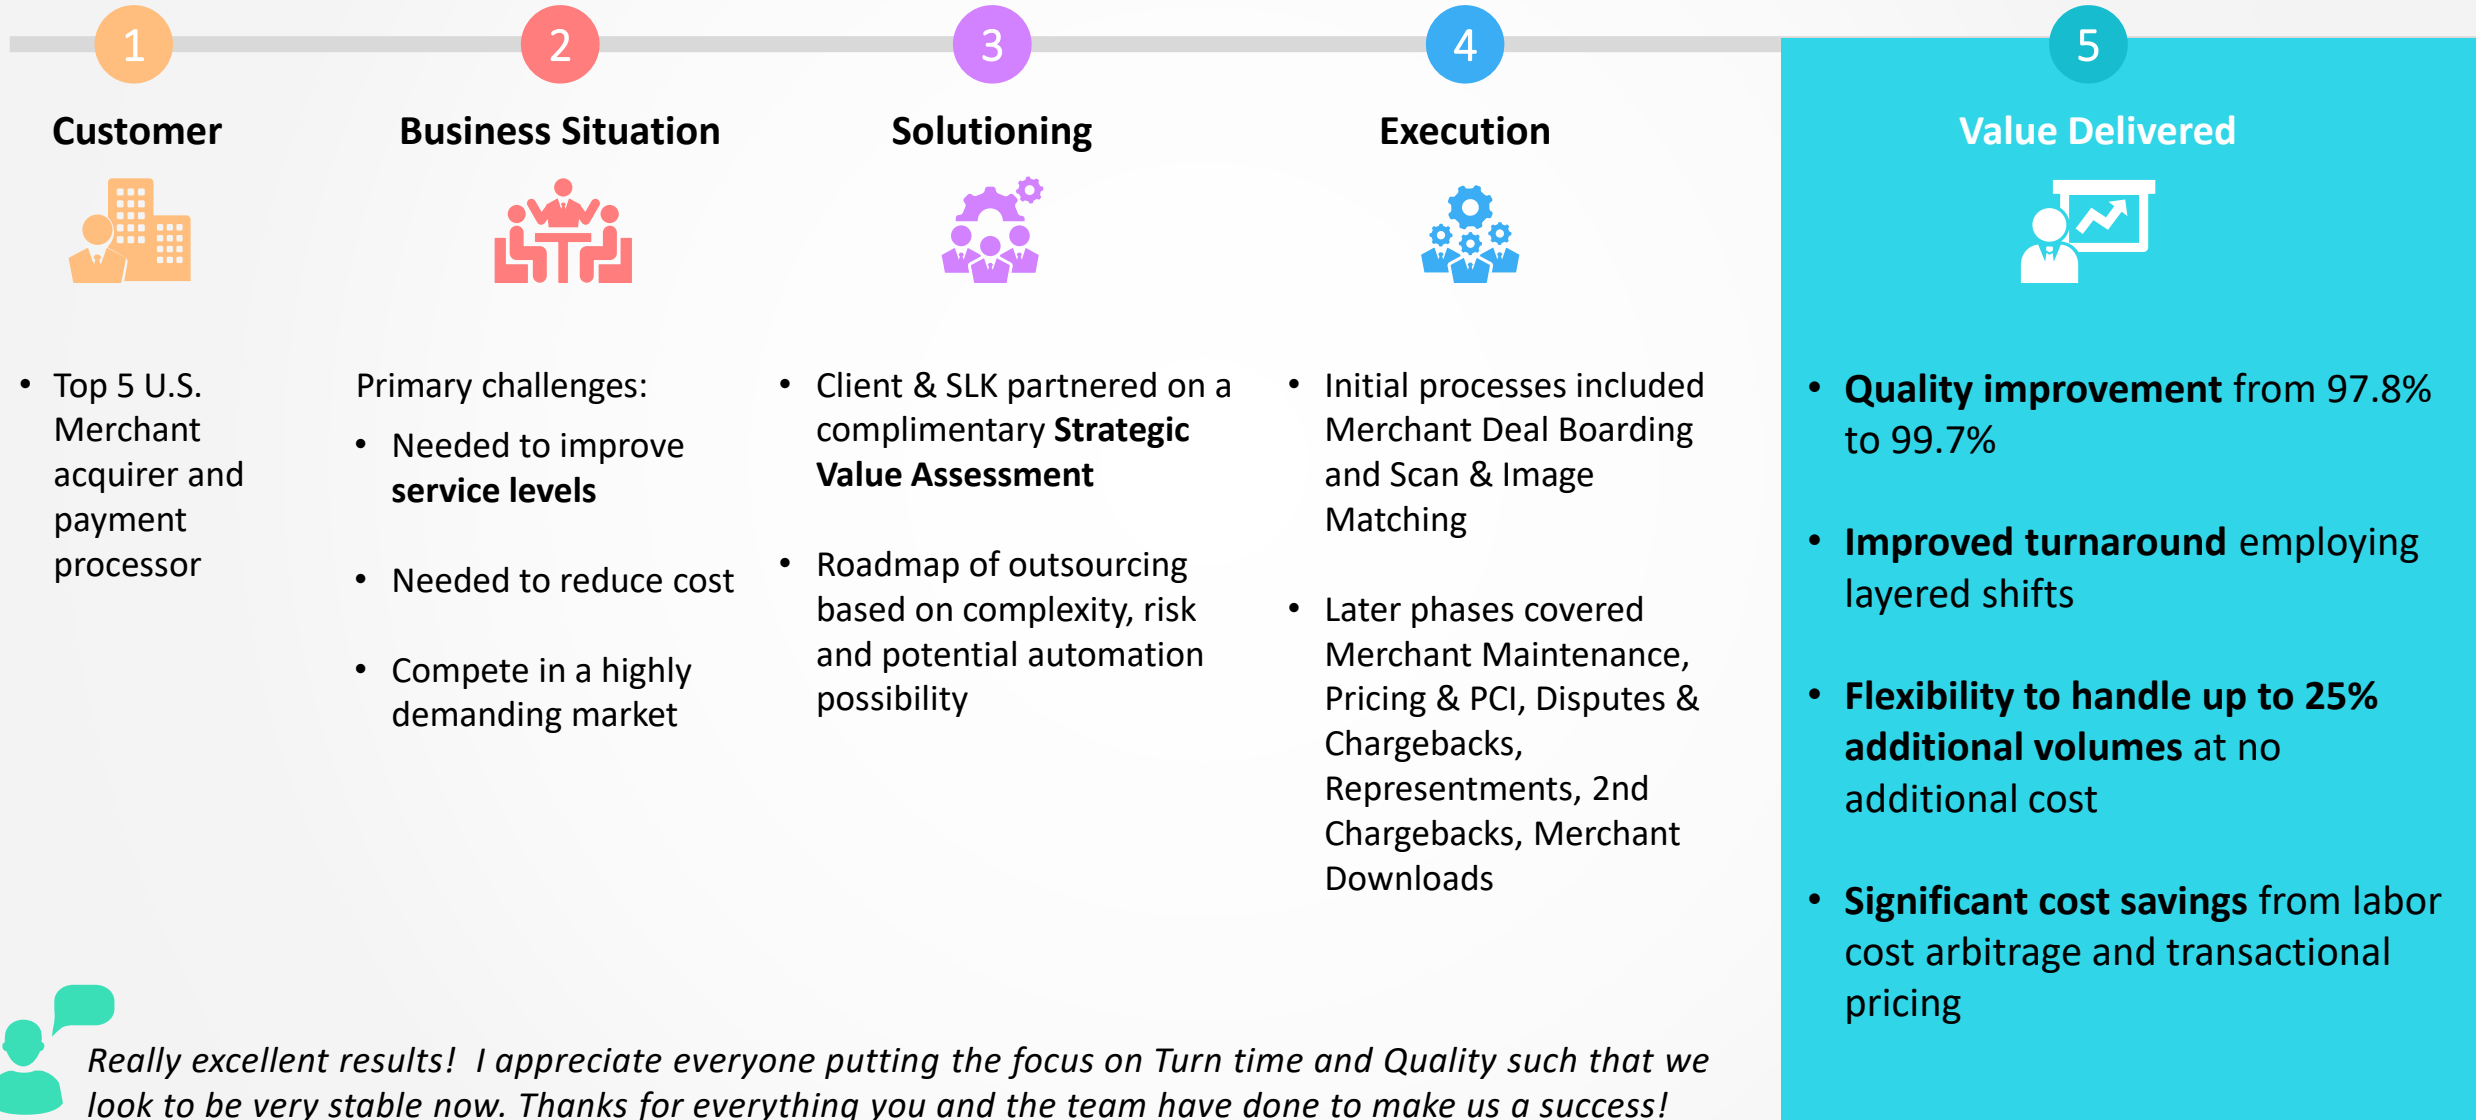 1
Customer
• Top 5 U.S.
Merchant
acquirer and
payment
processor
2
Business Situation
Primary challenges:
• Needed to improve
service levels
• Needed to reduce cost
• Compete in a highly
demanding market
3
Solutioning
• Client & SLK partnered on a
complimentary Strategic
Value Assessment
• Roadmap of outsourcing
based on complexity, risk
and potential automation
possibility
4
Execution
• Initial processes included
Merchant Deal Boarding
and Scan & Image
Matching
• Later phases covered
Merchant Maintenance,
Pricing & PCI, Disputes &
Chargebacks,
Representments, 2nd
Chargebacks, Merchant
Downloads
5
Value Delivered
• Quality improvement from 97.8%
to 99.7%
• Improved turnaround employing
layered shifts
• Flexibility to handle up to 25%
additional volumes at no
additional cost
• Significant cost savings from labor
cost arbitrage and transactional
pricing
Really excellent results!  I appreciate everyone putting the focus on Turn time and Quality such that we
look to be very stable now. Thanks for everything you and the team have done to make us a success!